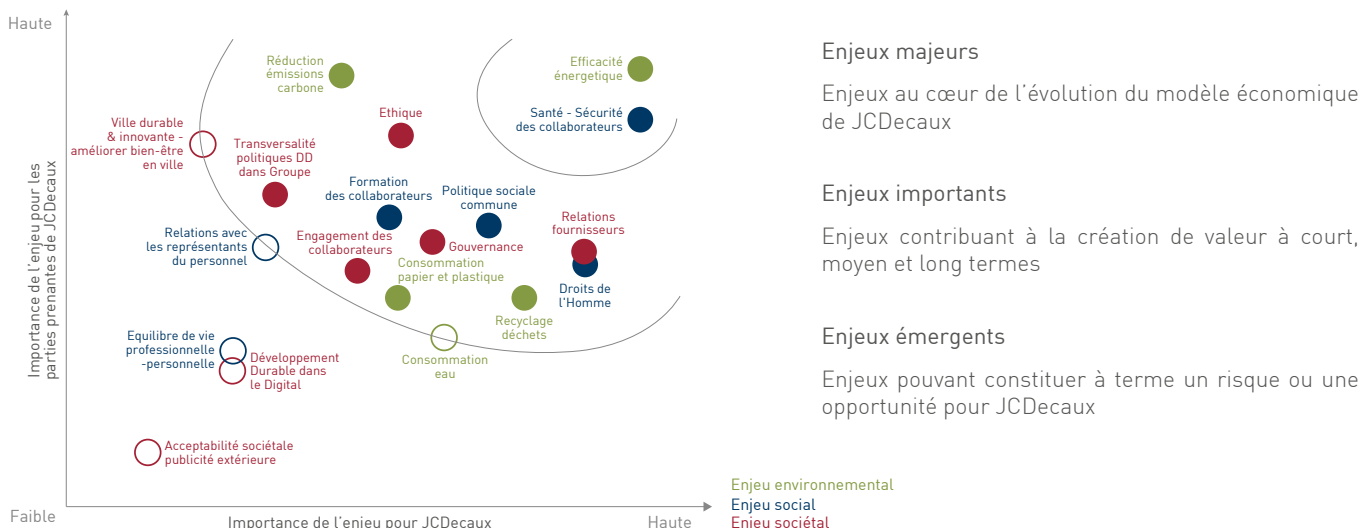 Haute
Importance de l'enjeu pour les
parties prenantes de JCDecaux
Réduction
émissions
carbone
Efficacité
énergetique
Santé - Sécurité
des collaborateurs
Ethique
Ville durable
& innovante -
améliorer bien-être
en ville
Transversalité
politiques DD
dans Groupe
Formation
des collaborateurs
Politique sociale
commune
Relations
fournisseurs
Relations avec
les représentants
du personnel
Engagement des
collaborateurs
Gouvernance
Consommation
papier et plastique
Droits de
l'Homme
Recyclage
déchets
Consommation
eau
Equilibre de vie
professionnelle
-personnelle
Développement
Durable dans
le Digital
Acceptabilité sociétale
publicité extérieure
Faible
Importance de l'enjeu pour JCDecaux
Haute
Enjeux majeurs
Enjeux au cœur de l'évolution du modèle économique
de JCDecaux
Enjeux importants
Enjeux contribuant à la création de valeur à court,
moyen et long termes
Enjeux émergents
Enjeux pouvant constituer à terme un risque ou une
opportunité pour JCDecaux
Enjeu environnemental
Enjeu social
Enjeu sociétal